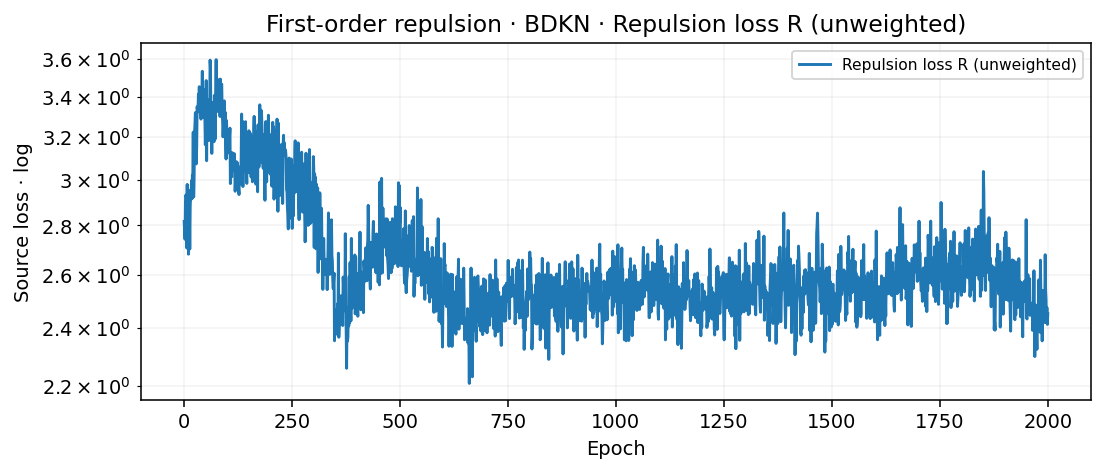 First-order repulsion · BDKN · Repulsion loss R (unweighted)
Repulsion loss R (unweighted)
Source loss · log
3.6 × 10⁰
3.4 × 10⁰
3.2 × 10⁰
3 × 10⁰
2.8 × 10⁰
2.6 × 10⁰
2.4 × 10⁰
2.2 × 10⁰
0 250 500 750 1000 1250 1500 1750 2000
Epoch